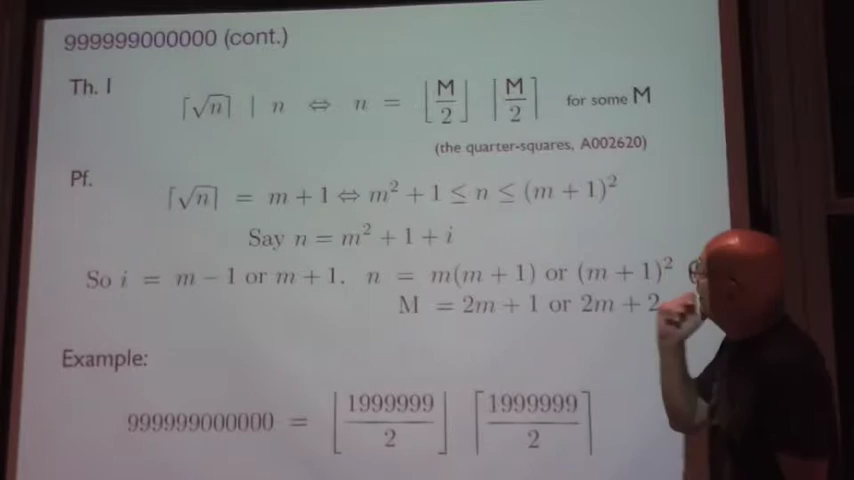 999999000000 (cont.)
Th. I
⌈√n⌉ | n ⇔ n = ⌊M/2⌋ ⌈M/2⌉ for some M
(the quarter-squares, A002620)
Pf.
⌈√n⌉ = m + 1 ⇔ m² + 1 ≤ n ≤ (m + 1)²
Say n = m² + 1 + i
So i = m − 1 or m + 1. n = m(m + 1) or (m + 1)²
M = 2m + 1 or 2m + 2
Example:
999999000000 = ⌊1999999/2⌋ ⌈1999999/2⌉